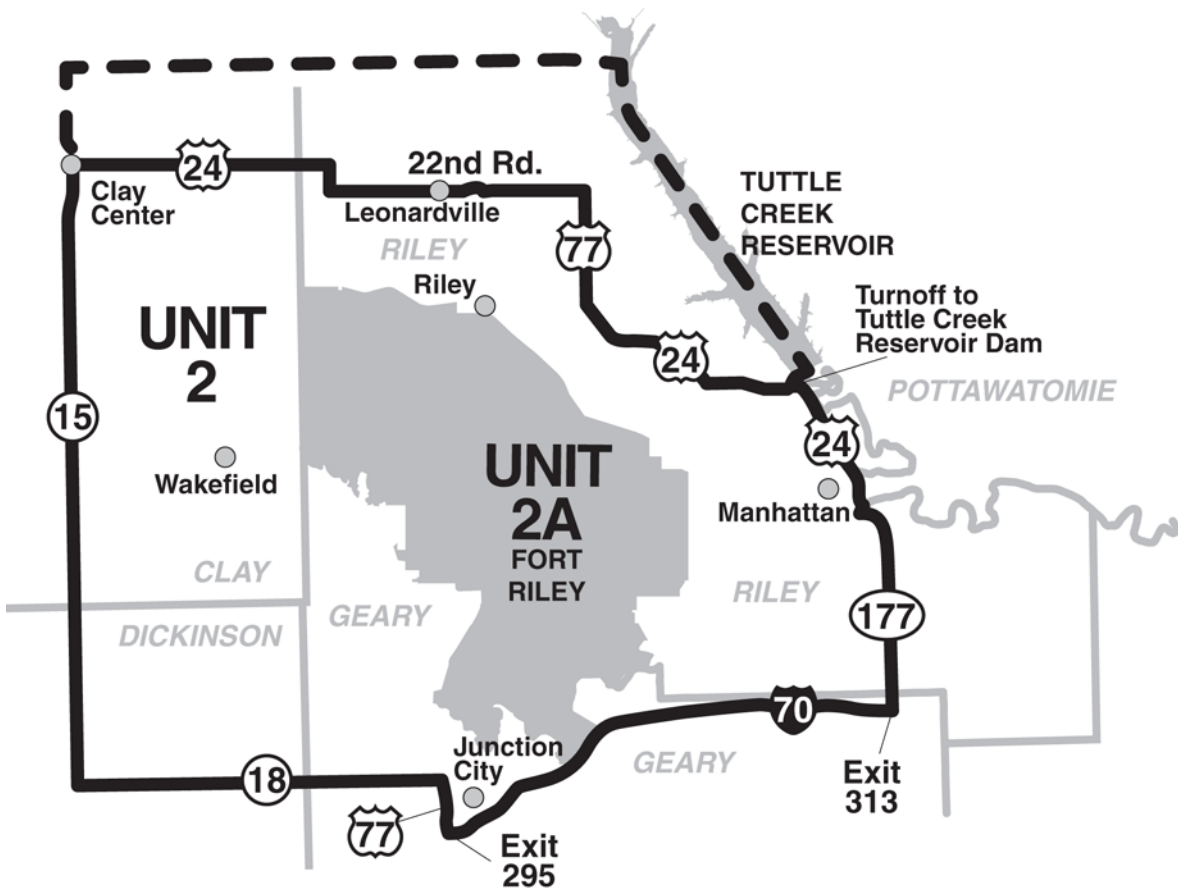 24
22nd Rd.
Clay
Center
Leonardville
TUTTLE
CREEK
RESERVOIR
RILEY
77
Riley
Turnoff to
Tuttle Creek
Reservoir Dam
UNIT
2
24
POTTAWATOMIE
15
24
UNIT
2A
FORT
RILEY
Wakefield
Manhattan
CLAY
GEARY
RILEY
177
DICKINSON
70
Junction
City
GEARY
18
Exit
313
77
Exit
295